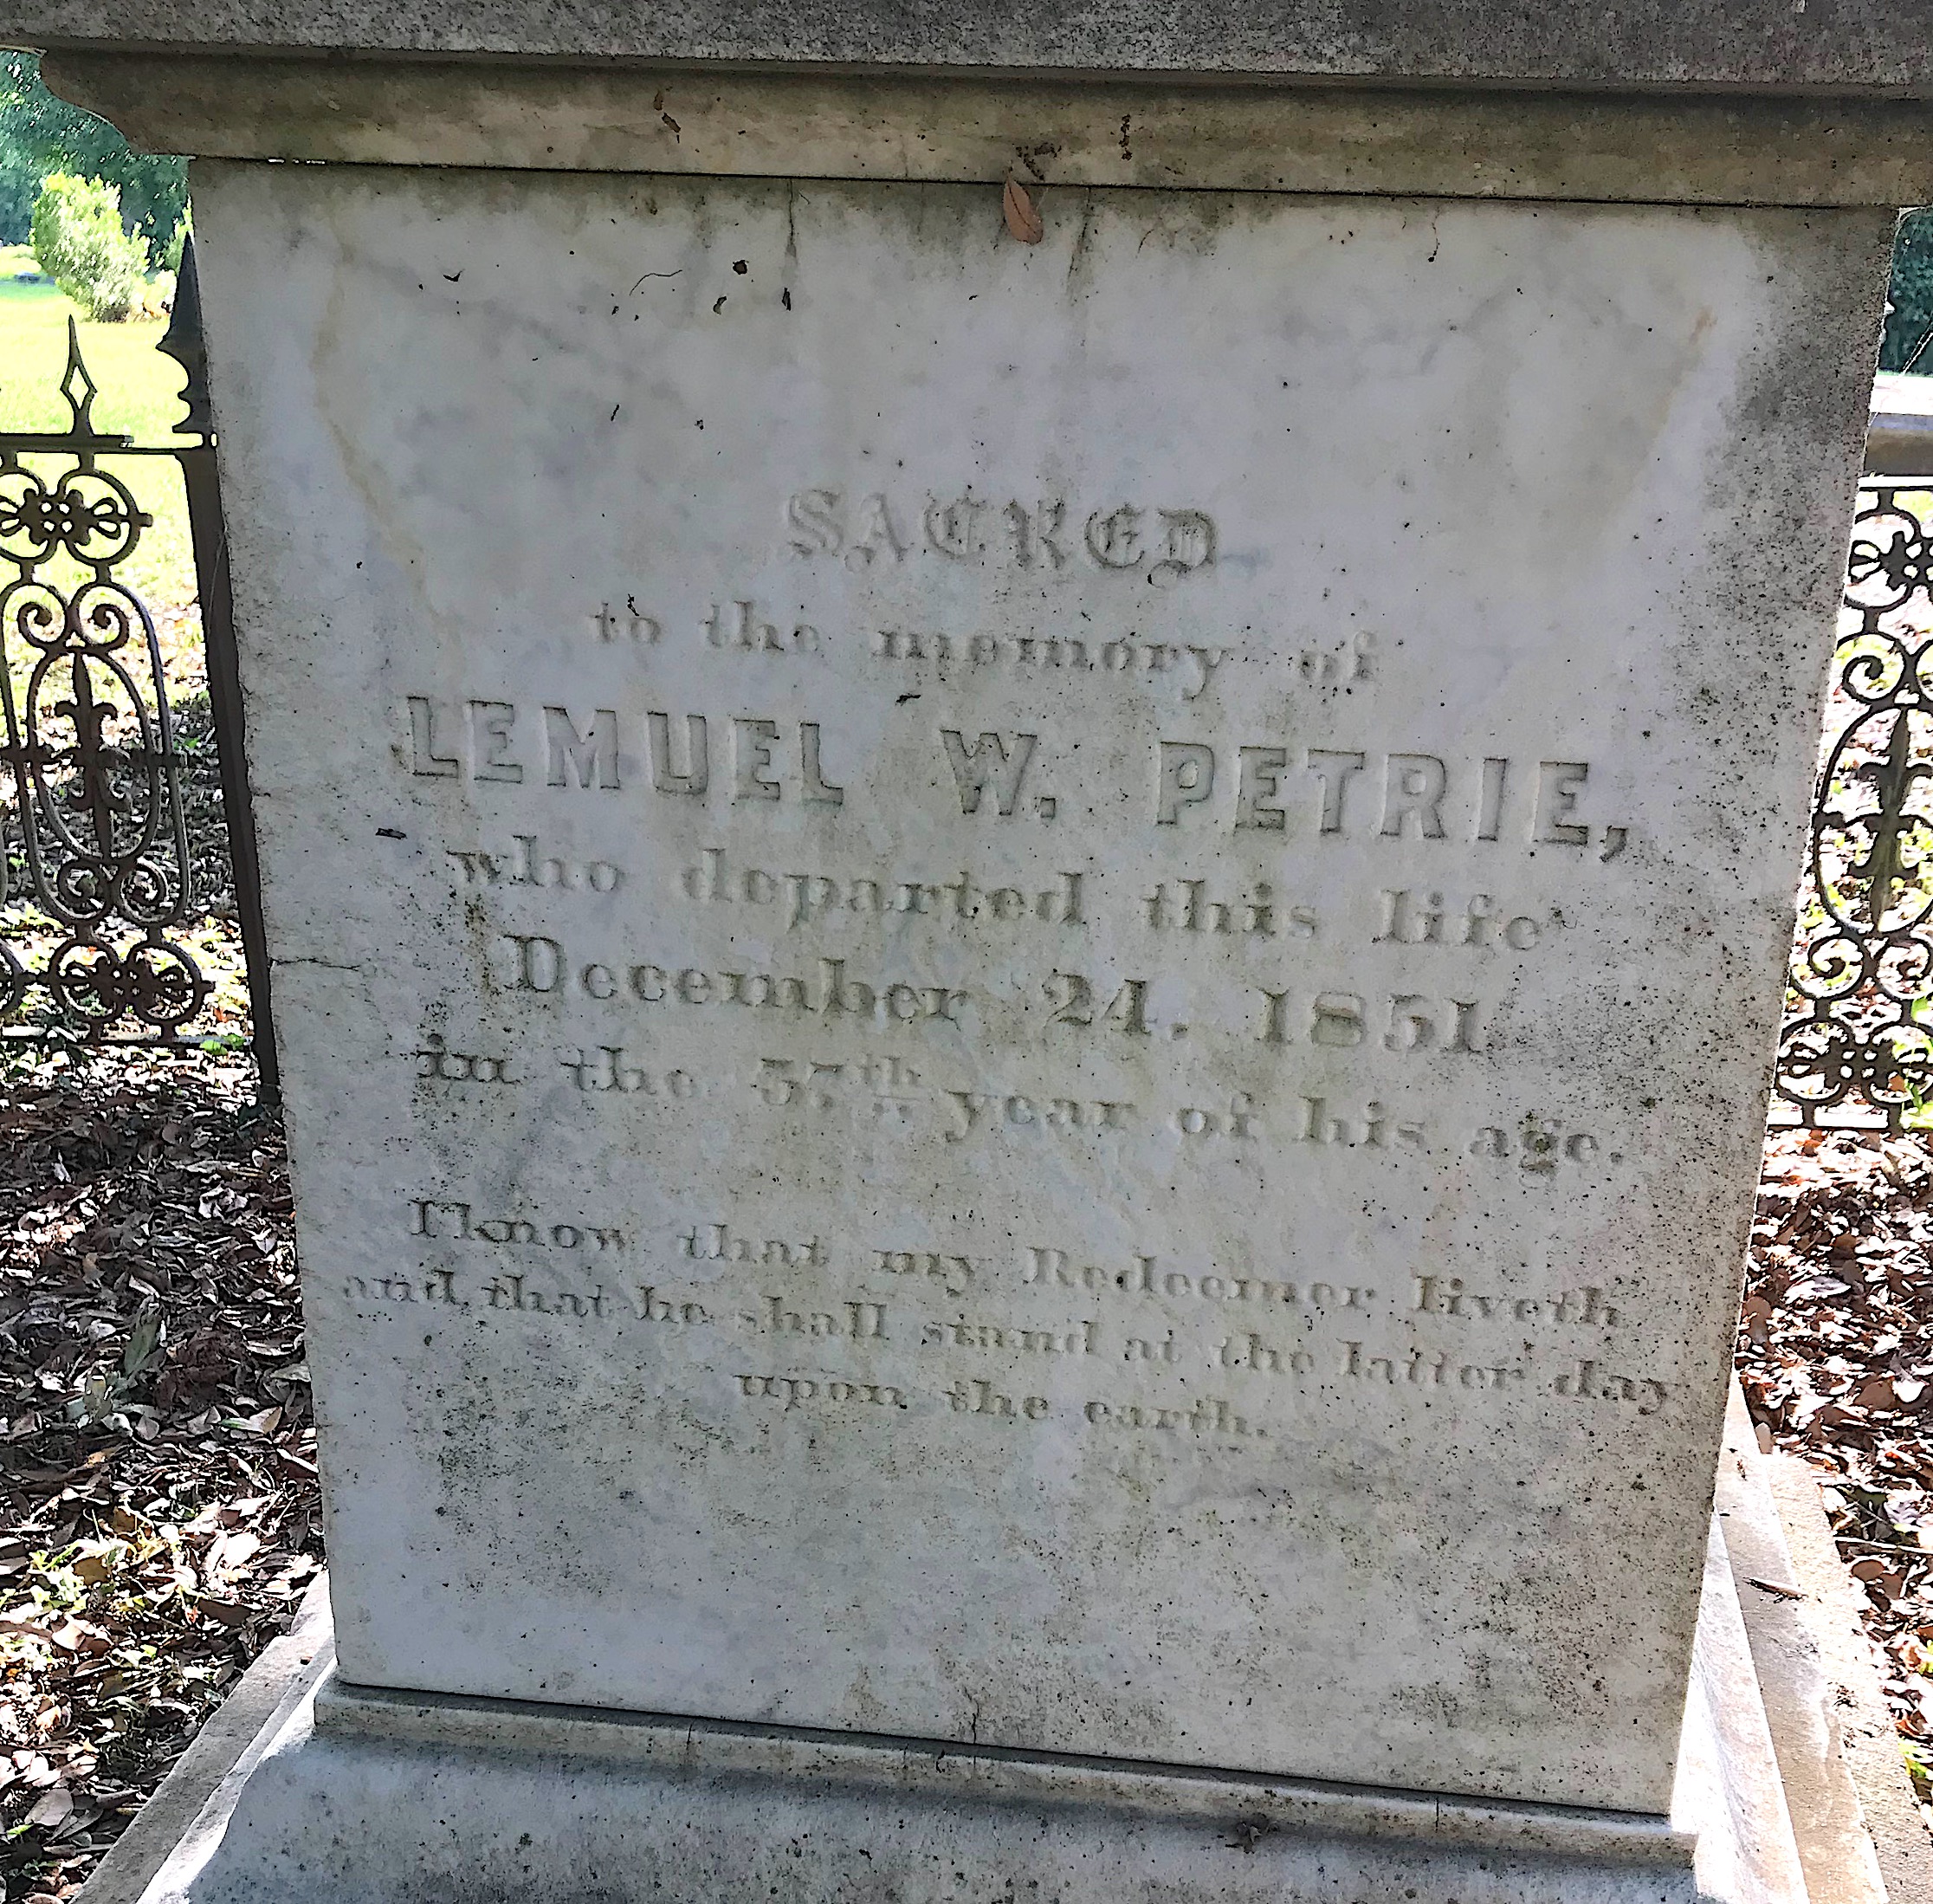 SACRED
to the memory of
LEMUEL W. PETRIE,
who departed this life
December 24. 1851
in the 57th year of his age.
I know that my Redeemer liveth
and that he shall stand at the latter day
upon the earth.